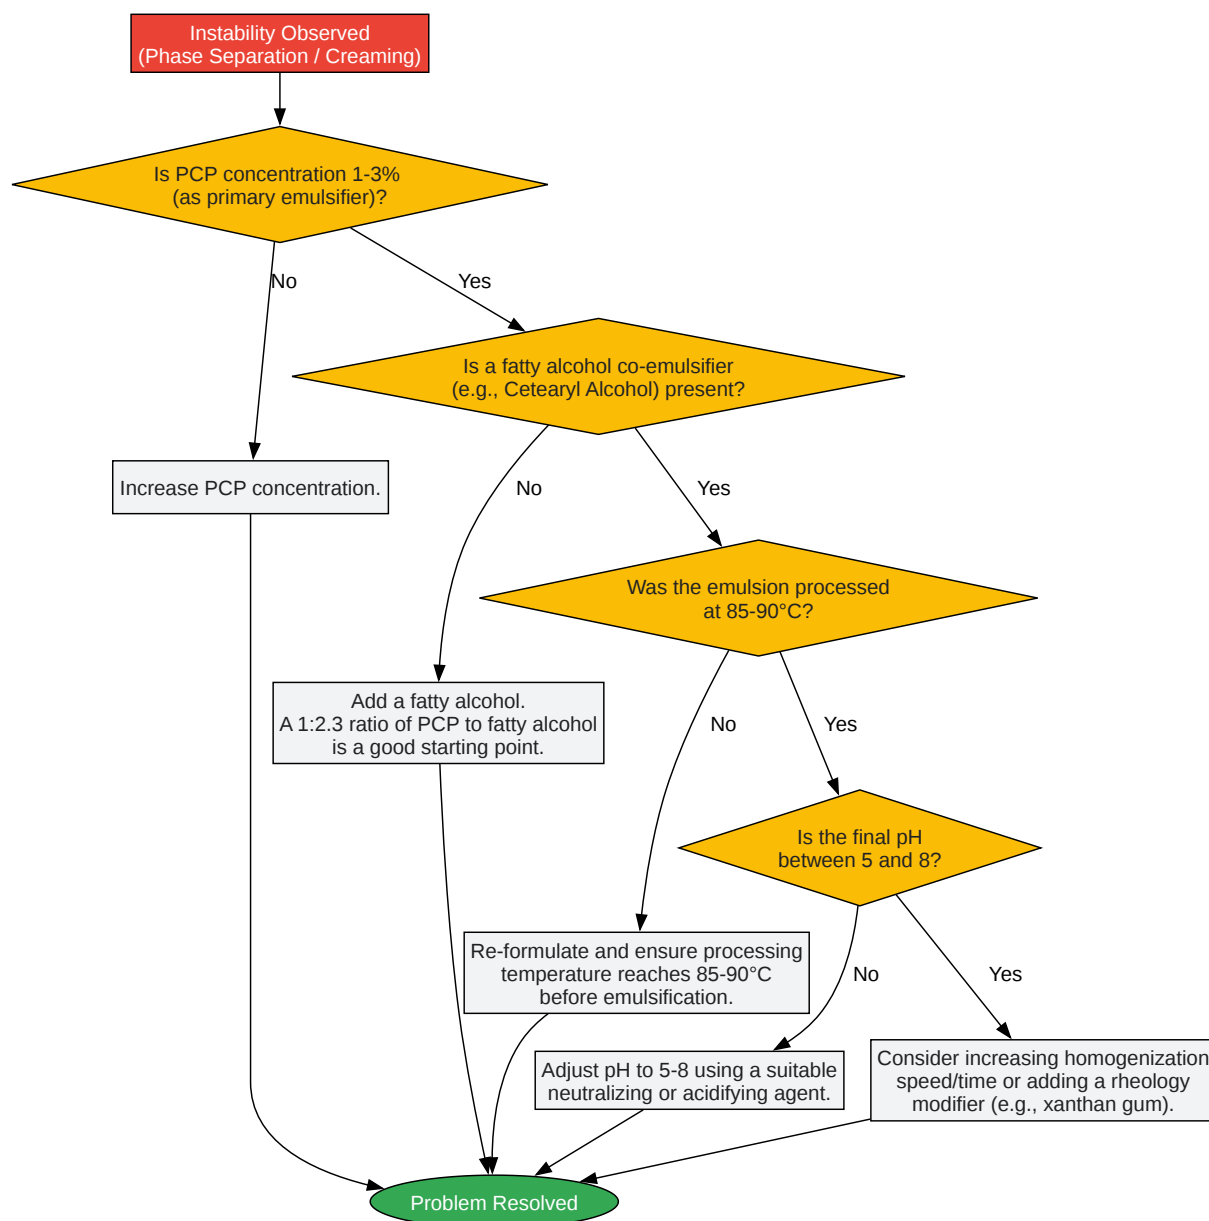 Instability Observed
(Phase Separation / Creaming)
Is PCP concentration 1-3%
(as primary emulsifier)?
No
Yes
Is a fatty alcohol co-emulsifier
(e.g., Cetearyl Alcohol) present?
Increase PCP concentration.
No
Yes
Was the emulsion processed
at 85-90°C?
Add a fatty alcohol.
A 1:2.3 ratio of PCP to fatty alcohol
is a good starting point.
No
Yes
Is the final pH
between 5 and 8?
Re-formulate and ensure processing
temperature reaches 85-90°C
before emulsification.
No
Yes
Adjust pH to 5-8 using a suitable
neutralizing or acidifying agent.
Consider increasing homogenization
speed/time or adding a rheology
modifier (e.g., xanthan gum).
Problem Resolved